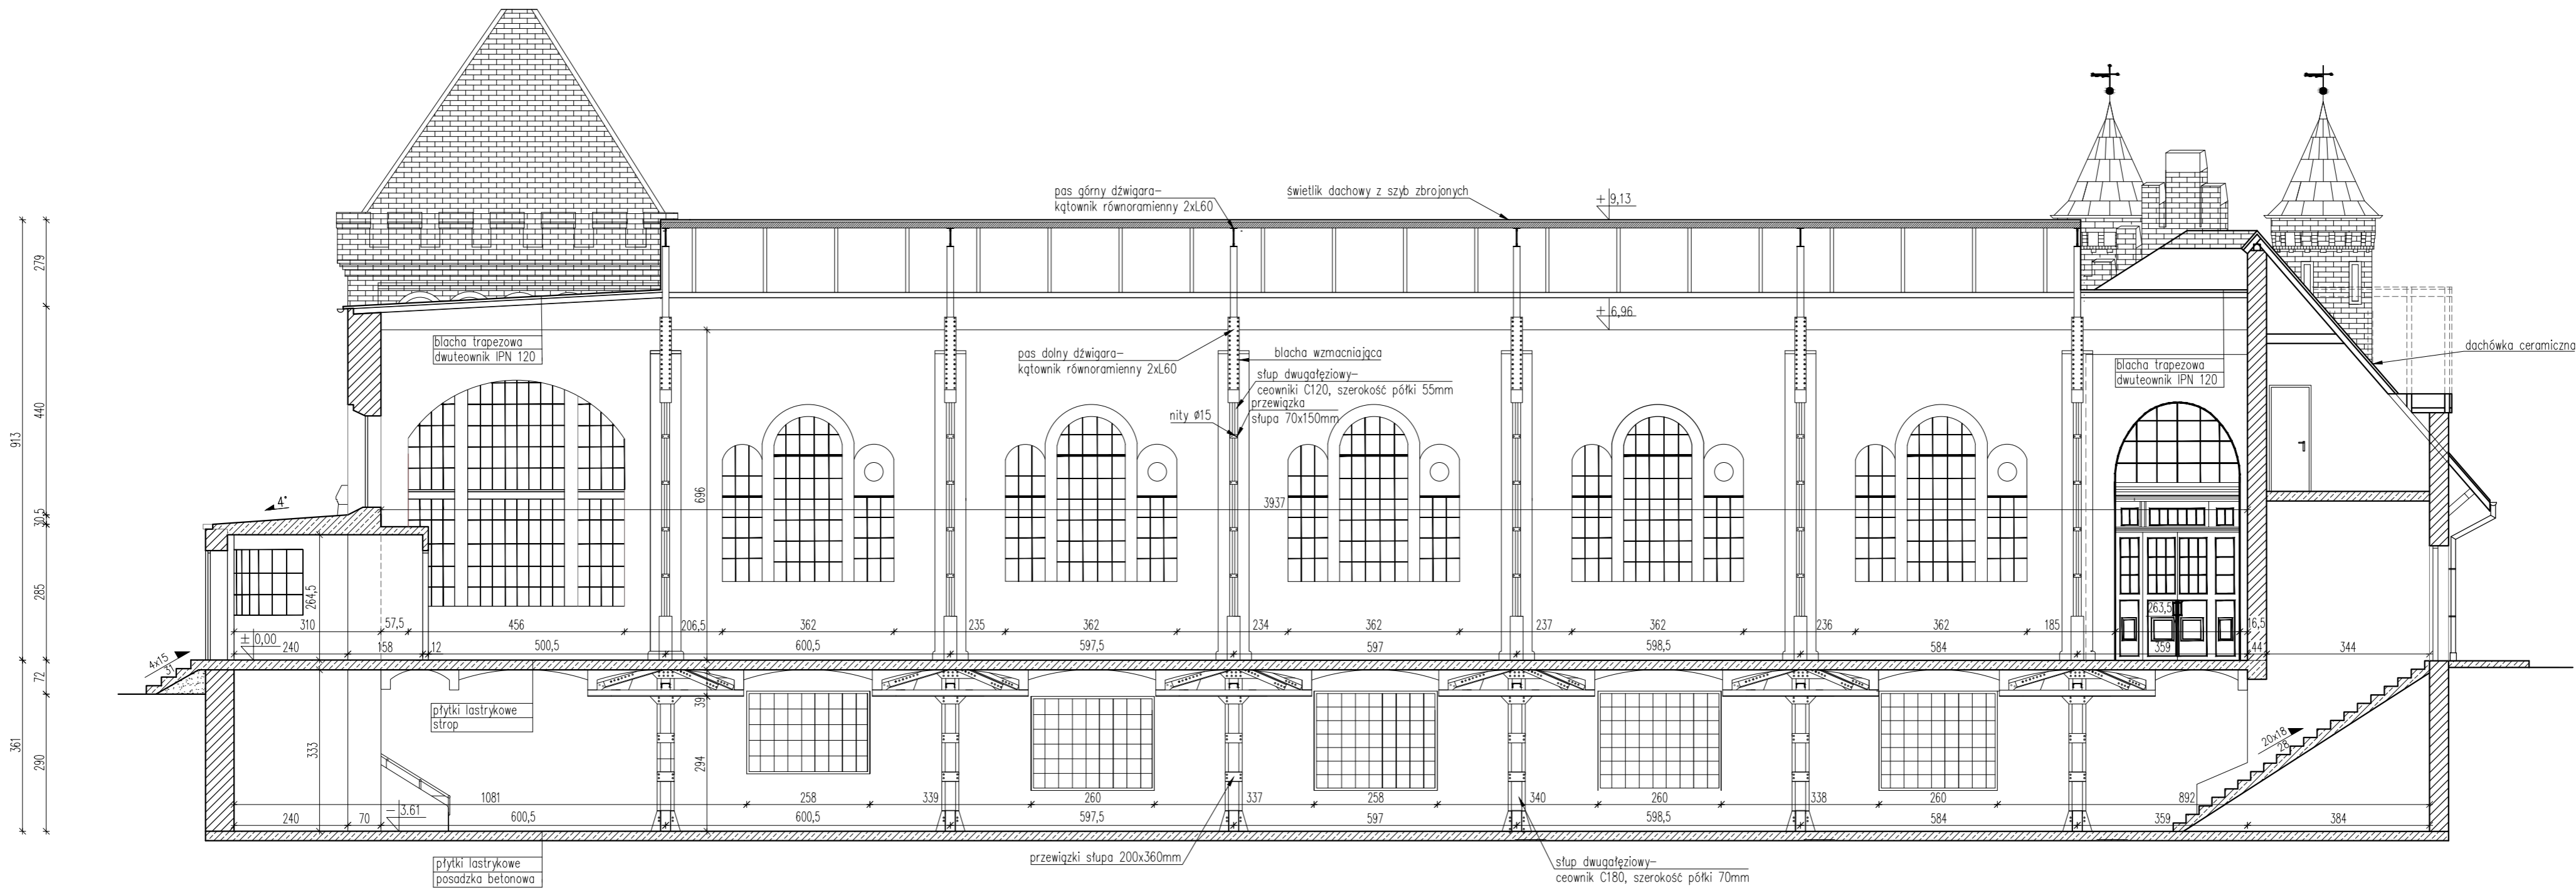 pas górny dźwigara–
kątownik równoramienny 2xL60
świetlik dachowy z szyb zbrojonych
+ 9,13
+ 6,96
blacha trapezowa
dwuteownik IPN 120
pas dolny dźwigara–
kątownik równoramienny 2xL60
blacha wzmacniająca
słup dwugałęziowy–
ceowniki C120, szerokość półki 55mm
przewiązka
słupa 70x150mm
nity ø15
blacha trapezowa
dwuteownik IPN 120
dachówka ceramiczna
279
440
913
30,5
285
72
361
290
4°
696
3937
264,5
263,5
310
57,5
456
206,5
362
235
362
234
362
237
362
236
362
185
16,5
± 0,00
240
158
12
500,5
600,5
597,5
597
598,5
584
359
44
344
4x15
31
płytki lastrykowe
strop
39
333
294
20x18
28
1081
258
339
260
337
258
340
260
338
260
892
– 3.61
240
70
600,5
600,5
597,5
597
598,5
584
359
384
płytki lastrykowe
posadzka betonowa
przewiązki słupa 200x360mm
słup dwugałęziowy–
ceownik C180, szerokość półki 70mm